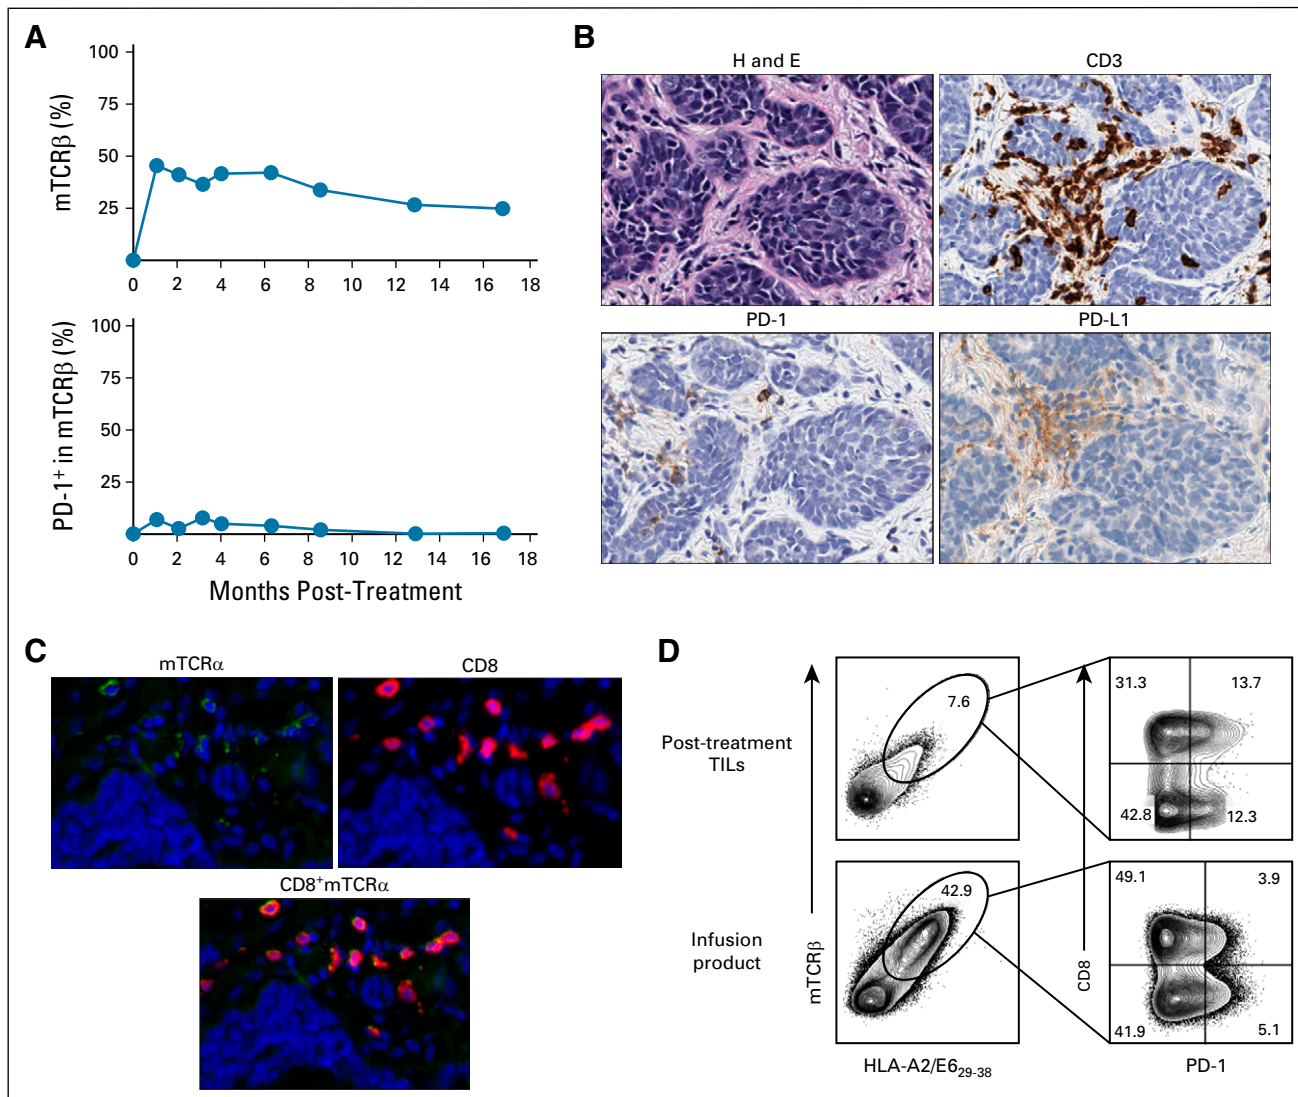 A
100
75
50
25
mTCRβ (%)
0 2 4 6 8 10 12 14 16 18
100
75
50
25
PD-1+ in mTCRβ (%)
0 2 4 6 8 10 12 14 16 18
Months Post-Treatment
B
H and E
CD3
PD-1
PD-L1
C
mTCRα
CD8
CD8+mTCRα
D
Post-treatment
TILs
7.6
31.3 13.7
42.8 12.3
Infusion
product
42.9
49.1 3.9
41.9 5.1
mTCRβ
CD8
HLA-A2/E629-38
PD-1